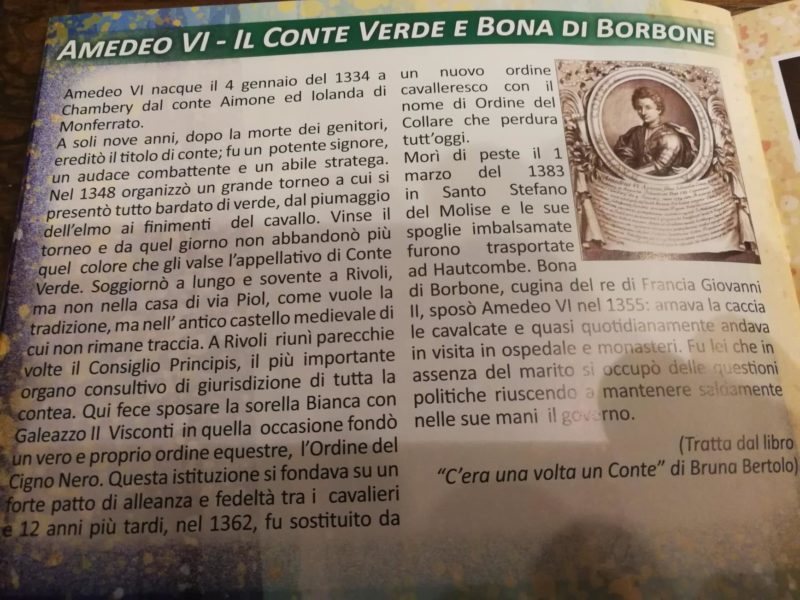 AMEDEO VI - IL CONTE VERDE E BONA DI BORBONE
Amedeo VI nacque il 4 gennaio del 1334 a
Chambery dal conte Aimone ed Iolanda di
Monferrato.
A soli nove anni, dopo la morte dei genitori,
ereditò il titolo di conte; fu un potente signore,
un audace combattente e un abile stratega.
Nel 1348 organizzò un grande torneo a cui si
presentò tutto bardato di verde, dal piumaggio
dell'elmo ai finimenti del cavallo. Vinse il
torneo e da quel giorno non abbandonò più
quel colore che gli valse l'appellativo di Conte
Verde. Soggiornò a lungo e sovente a Rivoli,
ma non nella casa di via Piol, come vuole la
tradizione, ma nell' antico castello medievale di
cui non rimane traccia. A Rivoli riunì parecchie
volte il Consiglio Principis, il più importante
organo consultivo di giurisdizione di tutta la
contea. Qui fece sposare la sorella Bianca con
Galeazzo II Visconti in quella occasione fondò
un vero e proprio ordine equestre, l'Ordine del
Cigno Nero. Questa istituzione si fondava su un
forte patto di alleanza e fedeltà tra i cavalieri
e 12 anni più tardi, nel 1362, fu sostituito da
un nuovo ordine
cavalleresco con il
nome di Ordine del
Collare che perdura
tutt'oggi.
Morì di peste il 1
marzo del 1383
in Santo Stefano
del Molise e le sue
spoglie imbalsamate
furono trasportate
ad Hautcombe. Bona
di Borbone, cugina del re di Francia Giovanni
II, sposò Amedeo VI nel 1355: amava la caccia
le cavalcate e quasi quotidianamente andava
in visita in ospedale e monasteri. Fu lei che in
assenza del marito si occupò delle questioni
politiche riuscendo a mantenere saldamente
nelle sue mani il governo.
(Tratta dal libro
"C'era una volta un Conte" di Bruna Bertolo)